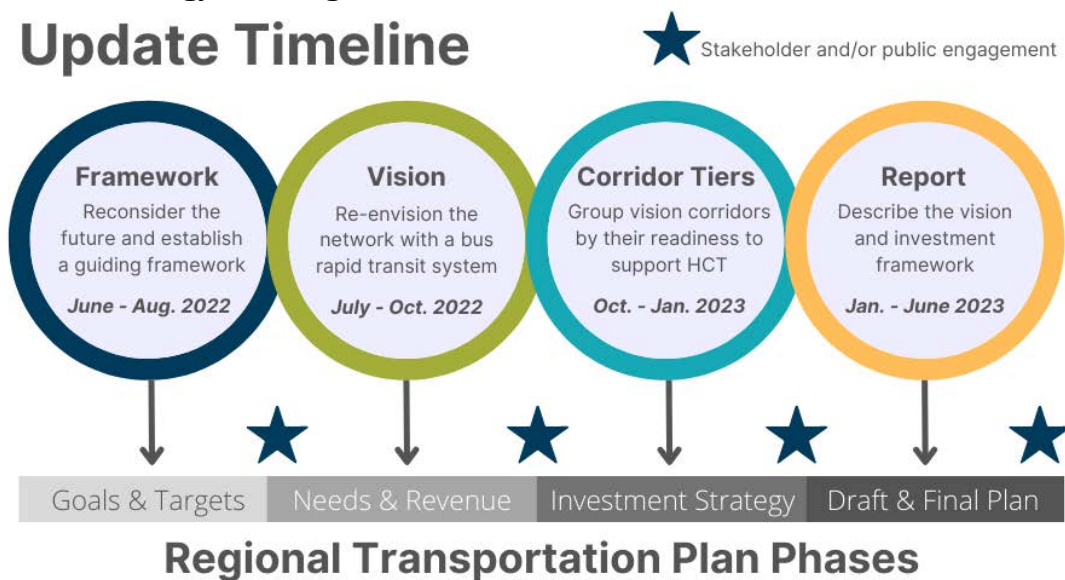 Update Timeline
Stakeholder and/or public engagement
Framework
Reconsider the
future and establish
a guiding framework
June - Aug. 2022
Vision
Re-envision the
network with a bus
rapid transit system
July - Oct. 2022
Corridor Tiers
Group vision corridors
by their readiness to
support HCT
Oct. - Jan. 2023
Report
Describe the vision
and investment
framework
Jan. - June 2023
Goals & Targets
Needs & Revenue
Investment Strategy
Draft & Final Plan
Regional Transportation Plan Phases